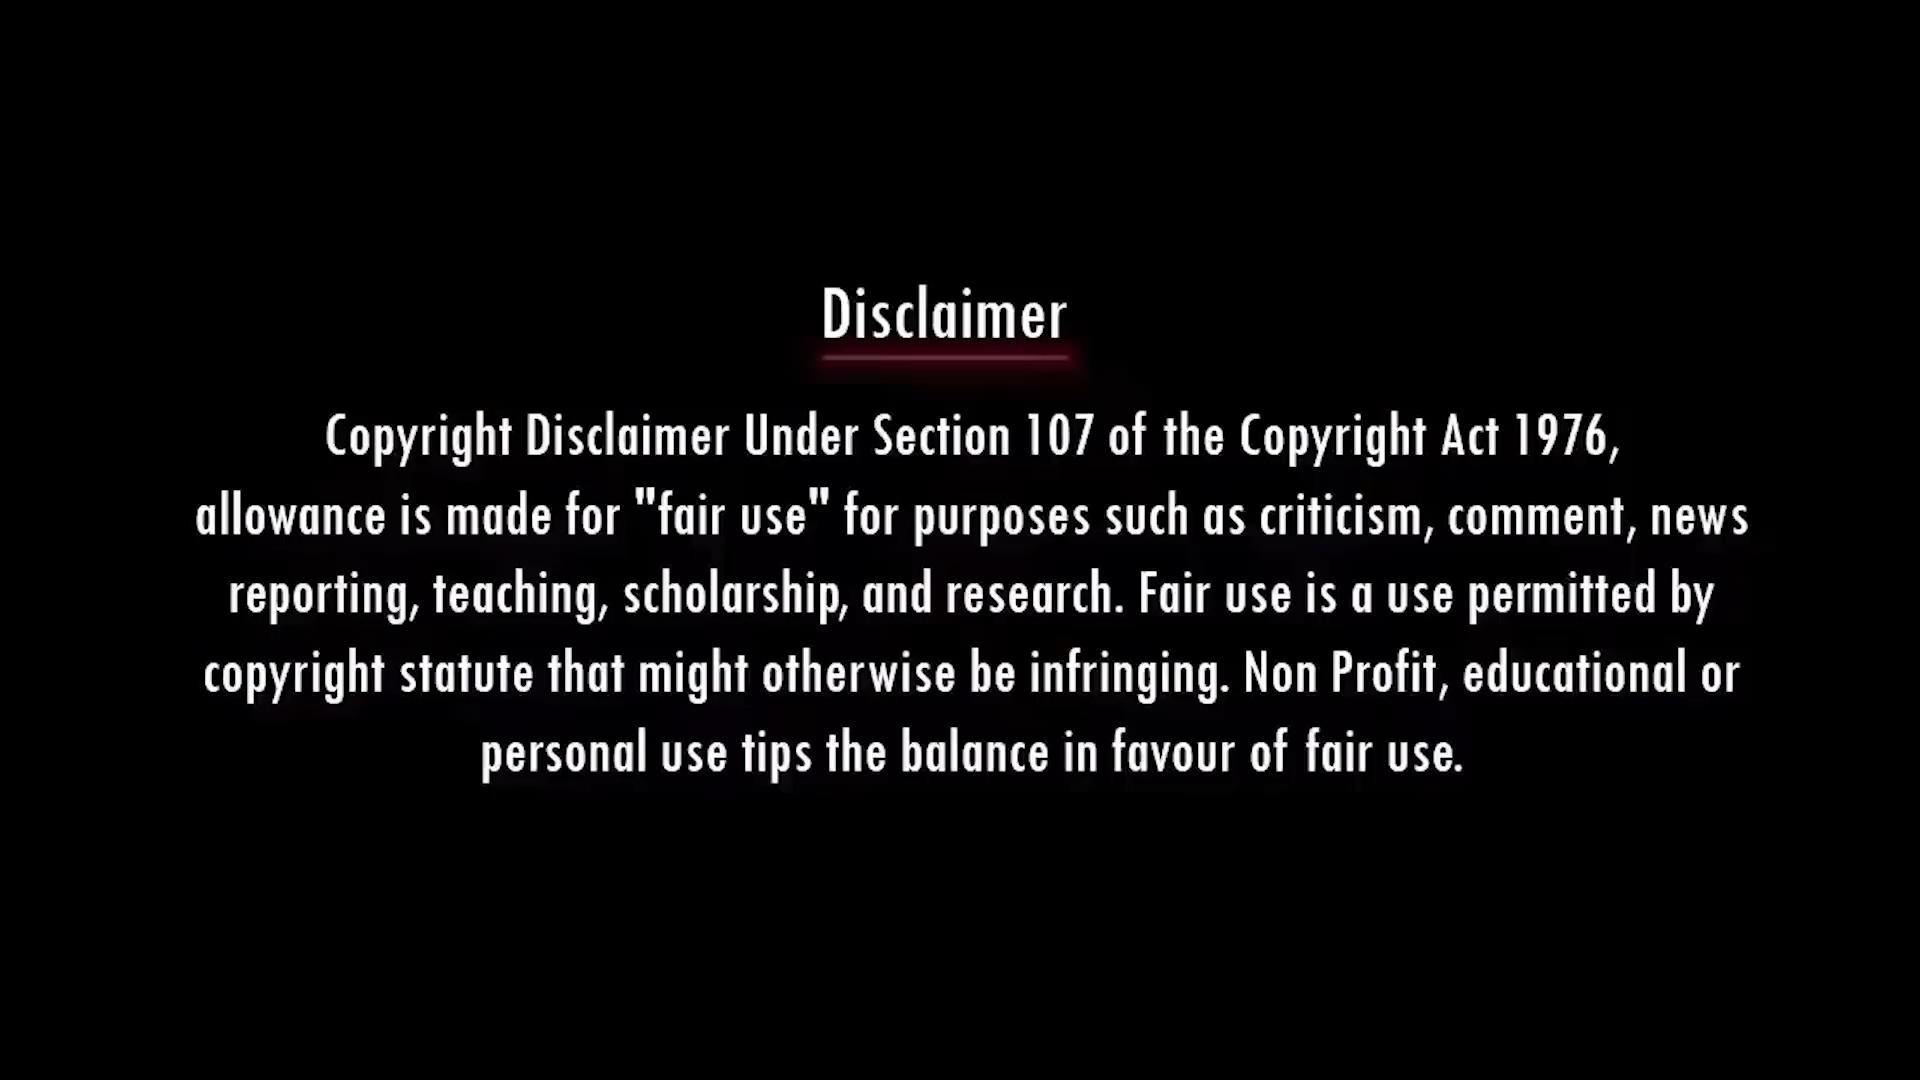 Disclaimer
Copyright Disclaimer Under Section 107 of the Copyright Act 1976,
allowance is made for "fair use" for purposes such as criticism, comment, news
reporting, teaching, scholarship, and research. Fair use is a use permitted by
copyright statute that might otherwise be infringing. Non Profit, educational or
personal use tips the balance in favour of fair use.